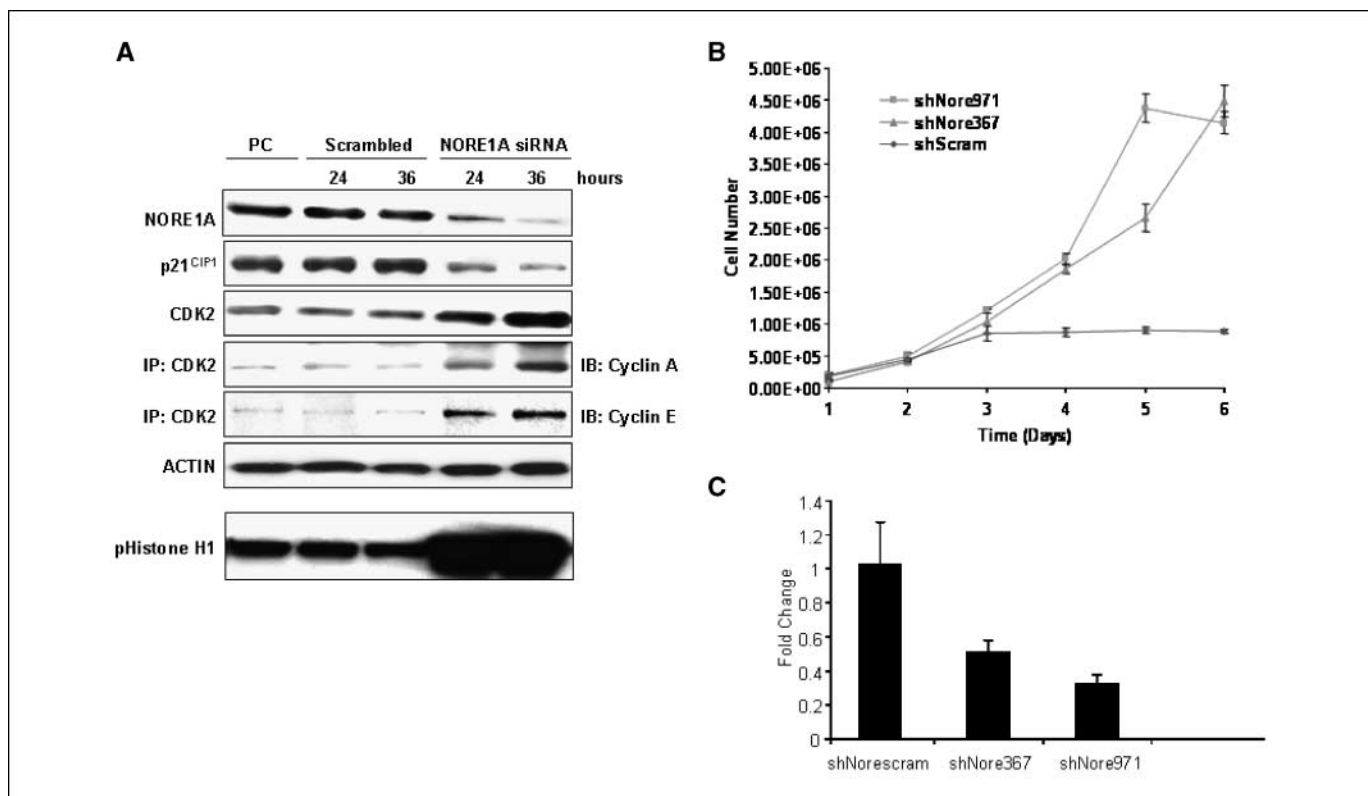 A
PC Scrambled NORE1A siRNA
24 36 24 36 hours
NORE1A
p21CIP1
CDK2
IP: CDK2 IB: Cyclin A
IP: CDK2 IB: Cyclin E
ACTIN
pHistone H1
B
5.00E+06
4.50E+06
4.00E+06
3.50E+06
3.00E+06
2.50E+06
2.00E+06
1.50E+06
1.00E+06
5.00E+05
0.00E+00
Cell Number
shNore971
shNore367
shScram
1 2 3 4 5 6
Time (Days)
C
1.4
1.2
1
0.8
0.6
0.4
0.2
0
Fold Change
shNorescram shNore367 shNore971